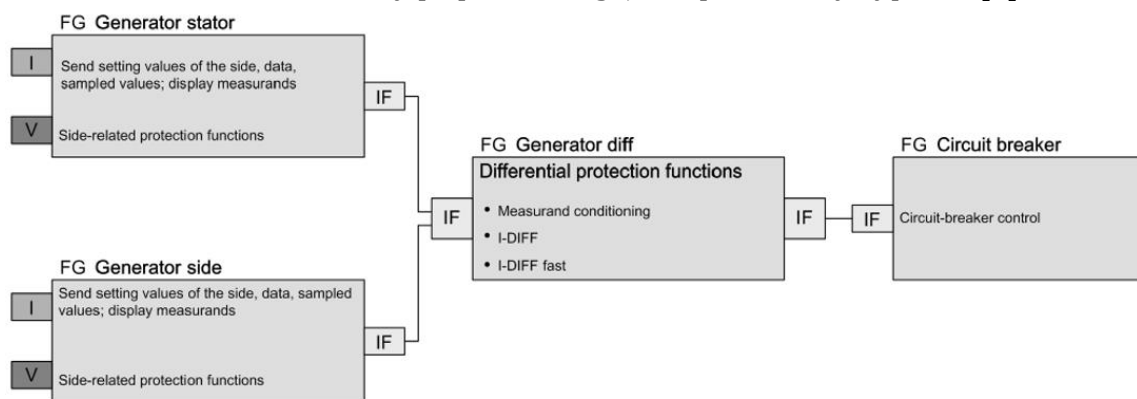 FG Generator stator
I
Send setting values of the side, data,
sampled values; display measurands
IF
V
Side-related protection functions
FG Generator diff
Differential protection functions
IF
• Measurand conditioning
• I-DIFF
• I-DIFF fast
IF
FG Circuit breaker
IF
Circuit-breaker control
FG Generator side
I
Send setting values of the side, data, sampled
values; display measurands
IF
V
Side-related protection functions